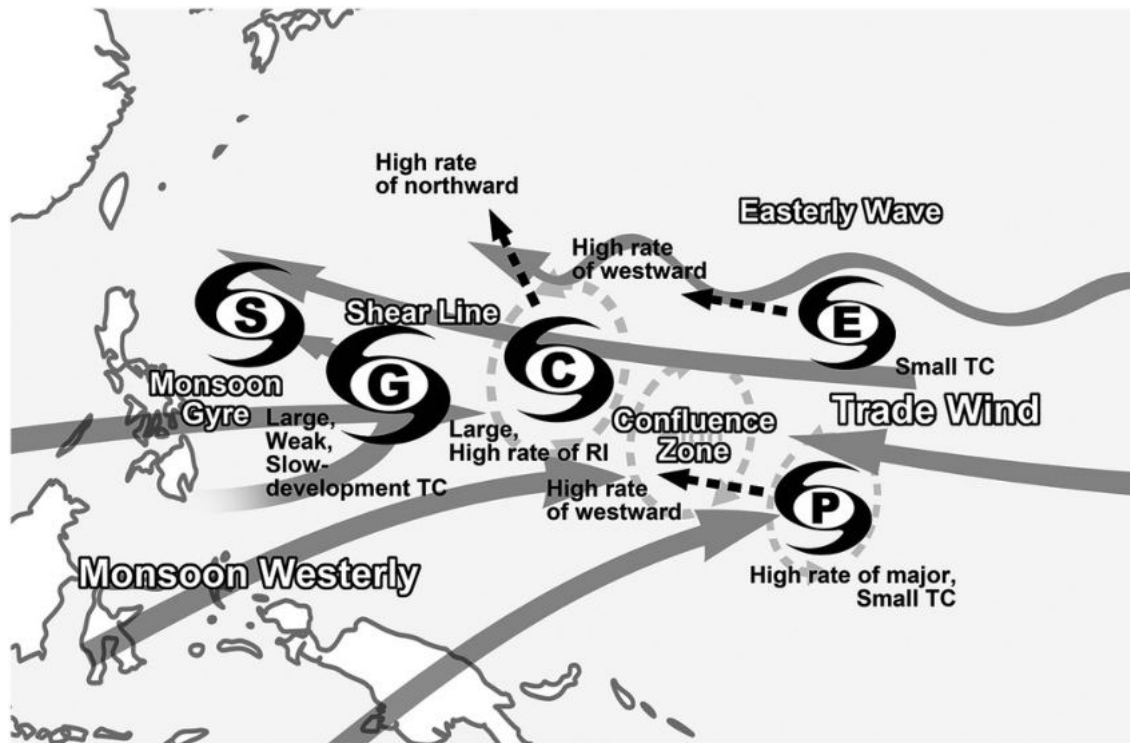 High rate
of northward
Easterly Wave
High rate of
westward
S
Shear Line
E
G
C
Small TC
Monsoon
Gyre
Trade Wind
Large,
Weak,
Slow-
development TC
Large,
High rate of RI
Confluence
Zone
High rate
of westward
P
Monsoon Westerly
High rate of major,
Small TC